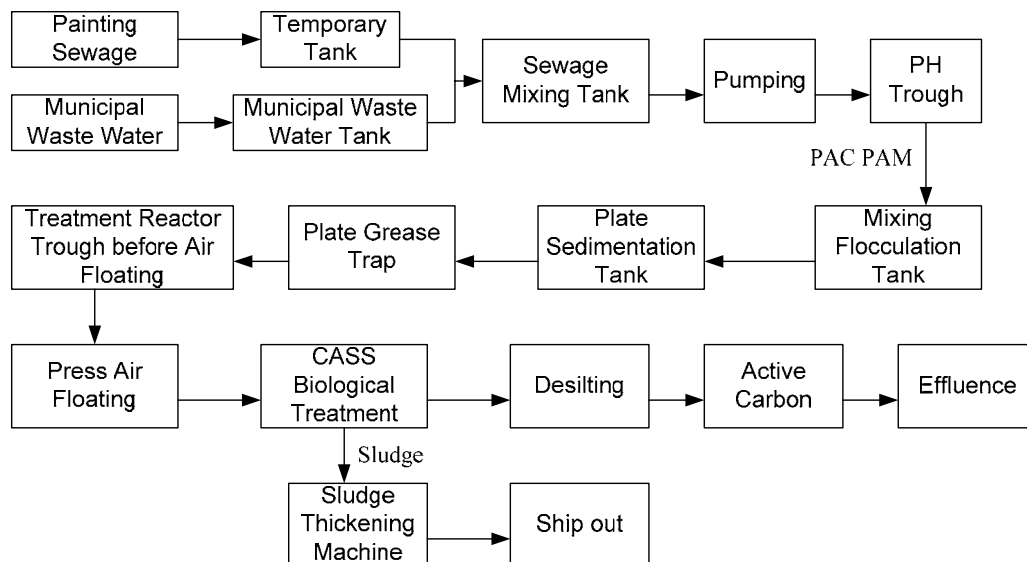 Painting
Sewage
Temporary
Tank
Sewage
Mixing Tank
Pumping
PH
Trough
Municipal
Waste Water
Municipal Waste
Water Tank
PAC PAM
Treatment Reactor
Trough before Air
Floating
Plate Grease
Trap
Plate
Sedimentation
Tank
Mixing
Flocculation
Tank
Press Air
Floating
CASS
Biological
Treatment
Desilting
Active
Carbon
Effluence
Sludge
Sludge
Thickening
Machine
Ship out